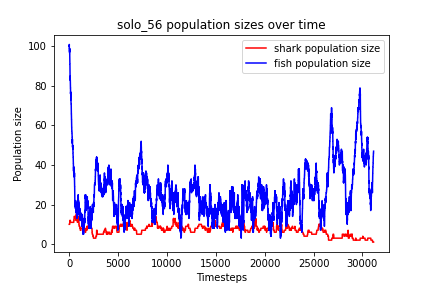 solo_56 population sizes over time
shark population size
fish population size
Population size
100
80
60
40
20
0
0 5000 10000 15000 20000 25000 30000
Timesteps